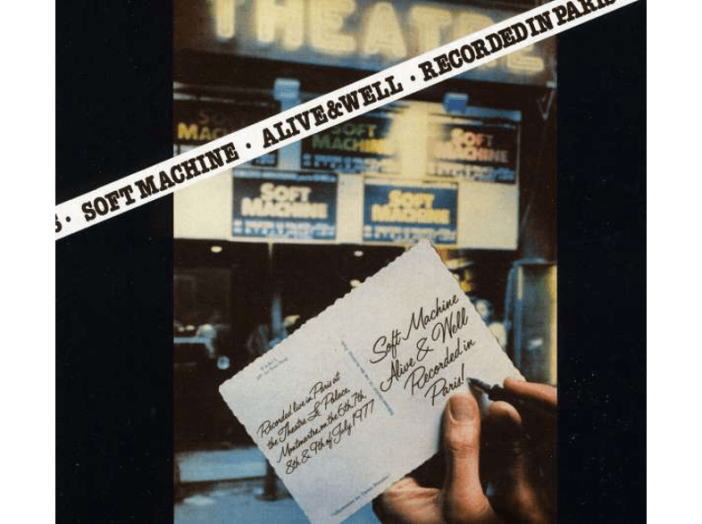 THEATRE
S · SOFT MACHINE · ALIVE & WELL · RECORDED IN PARIS
SOFT
MACHINE
SOFT
MACHINE
SOFT
MACHINE
SOFT
MACHINE
SOFT
MACHINE
Soft Machine
Alive & Well
Recorded in
Paris!
Recorded live in Paris at
the Theatre Le Palace,
Montmartre, on the 6th, 7th,
8th & 9th of July 1977